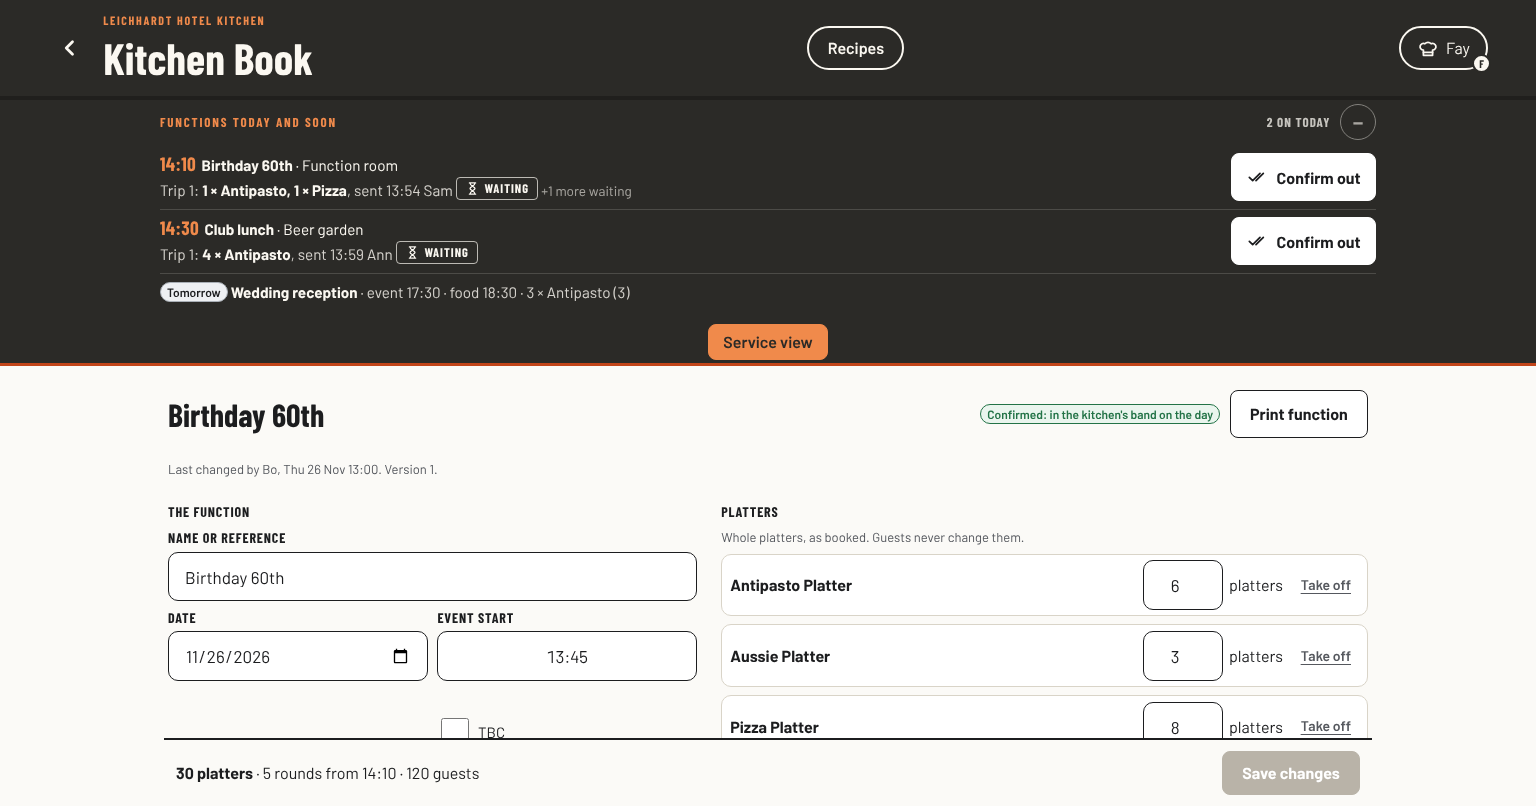 LEICHHARDT HOTEL KITCHEN
Kitchen Book
Recipes
Fay
F
FUNCTIONS TODAY AND SOON
2 ON TODAY
14:10 Birthday 60th · Function room
Trip 1: 1 × Antipasto, 1 × Pizza, sent 13:54 Sam WAITING +1 more waiting
Confirm out
14:30 Club lunch · Beer garden
Trip 1: 4 × Antipasto, sent 13:59 Ann WAITING
Confirm out
Tomorrow Wedding reception · event 17:30 · food 18:30 · 3 × Antipasto (3)
Service view
Birthday 60th
Confirmed: in the kitchen's band on the day
Print function
Last changed by Bo, Thu 26 Nov 13:00. Version 1.
THE FUNCTION
NAME OR REFERENCE
Birthday 60th
DATE
EVENT START
11/26/2026
13:45
TBC
PLATTERS
Whole platters, as booked. Guests never change them.
Antipasto Platter 6 platters Take off
Aussie Platter 3 platters Take off
Pizza Platter 8 platters Take off
30 platters · 5 rounds from 14:10 · 120 guests
Save changes